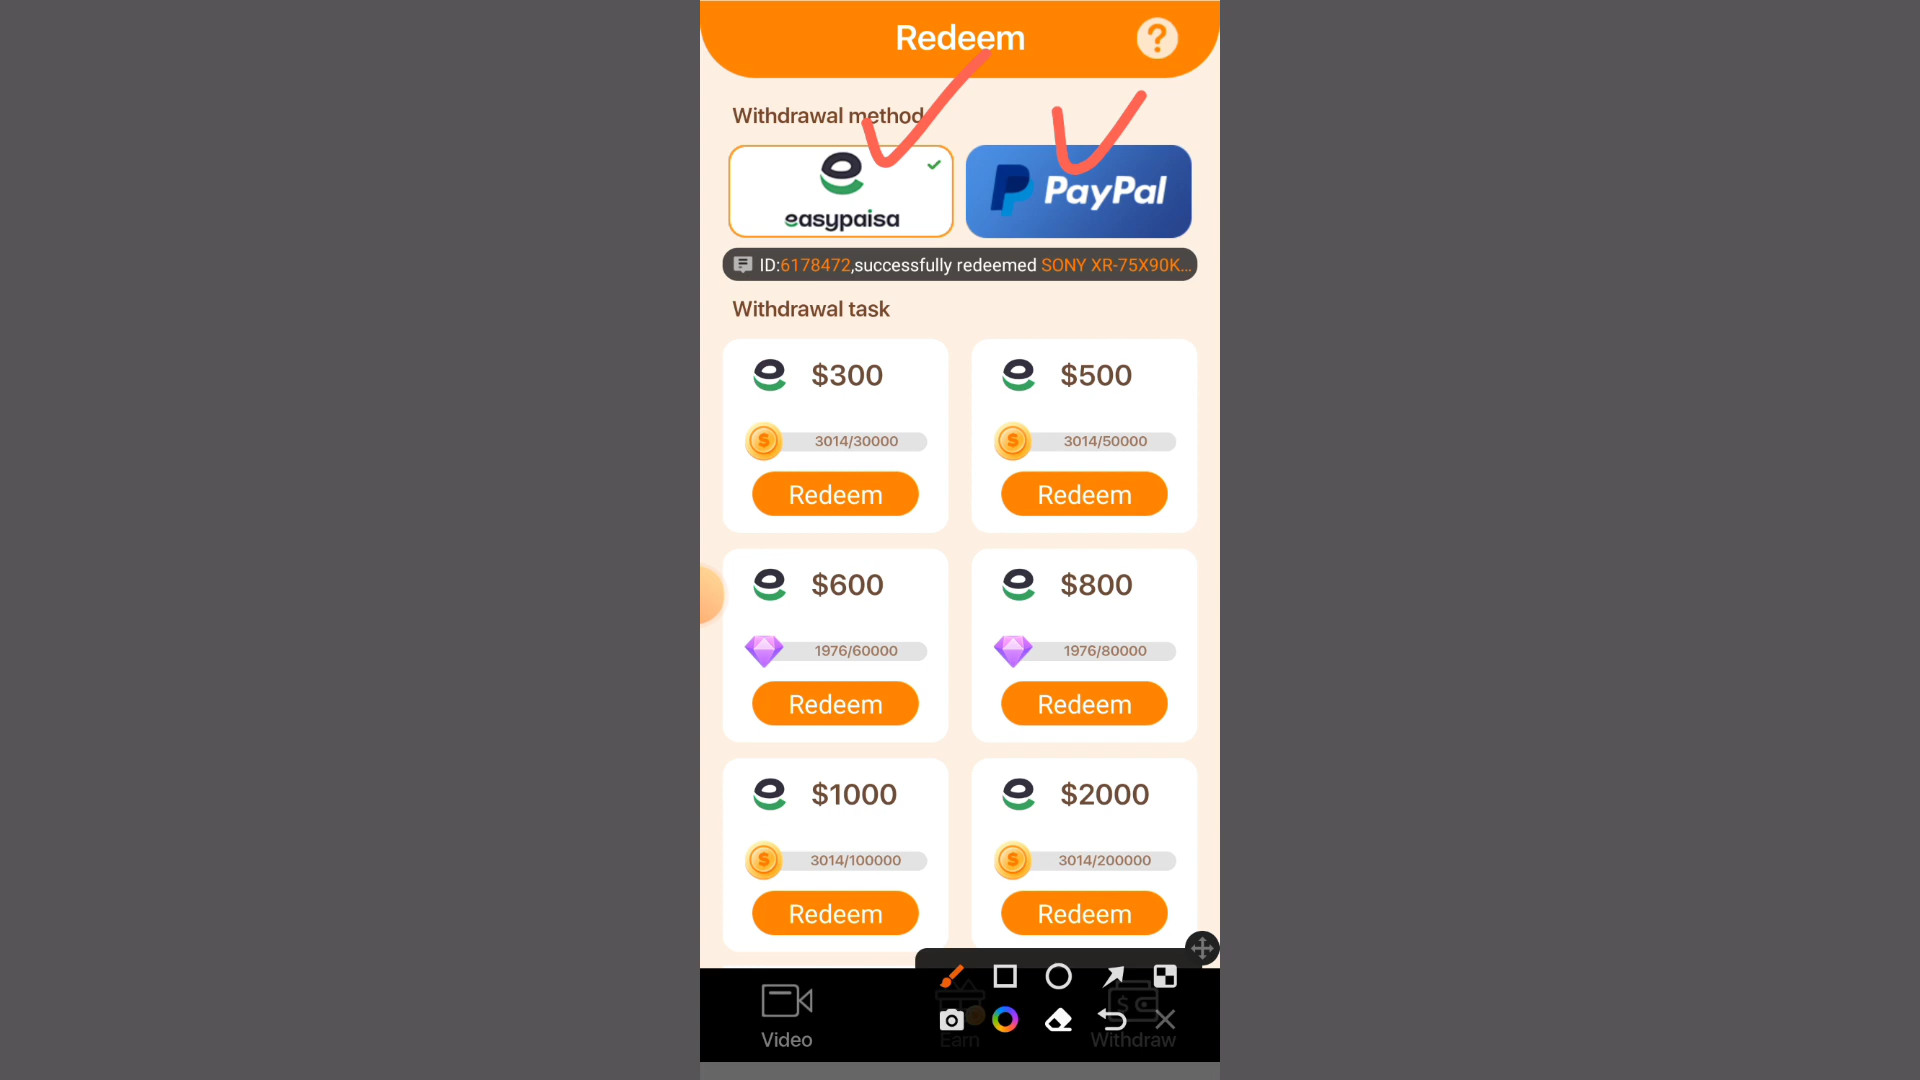 Redeem
?
Withdrawal method
easypaisa
PayPal
ID:6178472,successfully redeemed SONY XR-75X90K...
Withdrawal task
$300
$500
3014/30000
3014/50000
Redeem
Redeem
$600
$800
1976/60000
1976/80000
Redeem
Redeem
$1000
$2000
3014/100000
3014/200000
Redeem
Redeem
Video
Earn
Withdraw